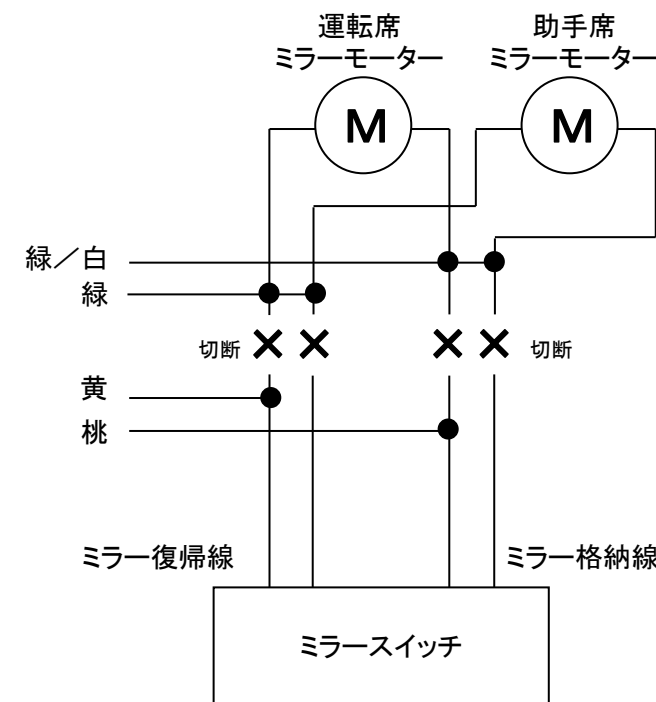 運転席
ミラーモーター
助手席
ミラーモーター
M
M
緑／白
緑
切断
切断
黄
桃
ミラー復帰線
ミラー格納線
ミラースイッチ